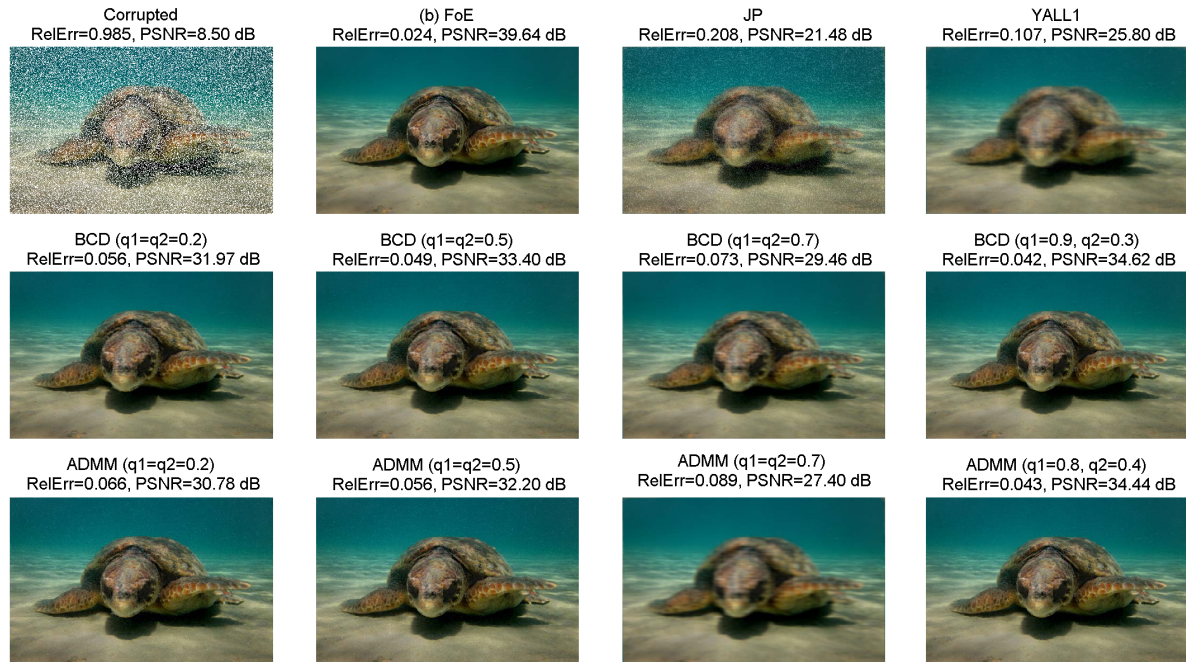 Corrupted
RelErr=0.985, PSNR=8.50 dB
(b) FoE
RelErr=0.024, PSNR=39.64 dB
JP
RelErr=0.208, PSNR=21.48 dB
YALL1
RelErr=0.107, PSNR=25.80 dB
BCD (q1=q2=0.2)
RelErr=0.056, PSNR=31.97 dB
BCD (q1=q2=0.5)
RelErr=0.049, PSNR=33.40 dB
BCD (q1=q2=0.7)
RelErr=0.073, PSNR=29.46 dB
BCD (q1=0.9, q2=0.3)
RelErr=0.042, PSNR=34.62 dB
ADMM (q1=q2=0.2)
RelErr=0.066, PSNR=30.78 dB
ADMM (q1=q2=0.5)
RelErr=0.056, PSNR=32.20 dB
ADMM (q1=q2=0.7)
RelErr=0.089, PSNR=27.40 dB
ADMM (q1=0.8, q2=0.4)
RelErr=0.043, PSNR=34.44 dB